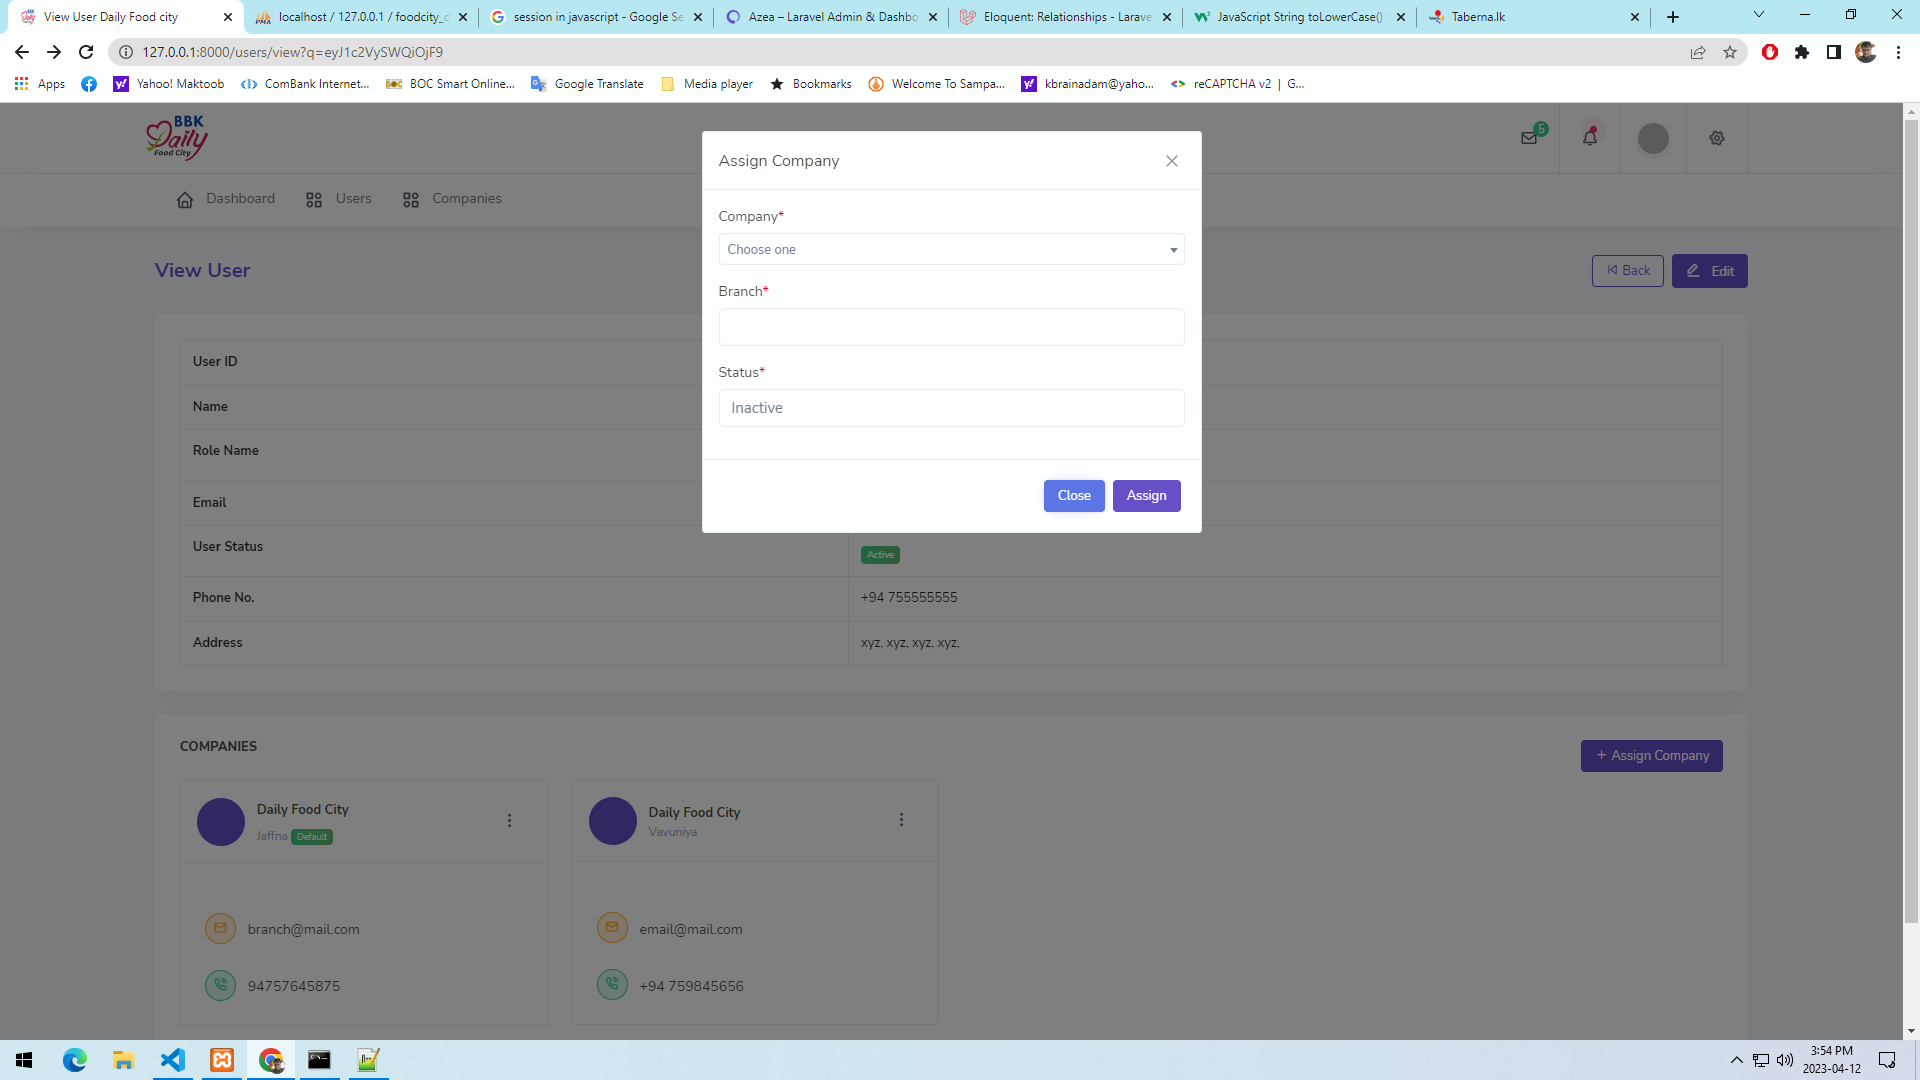 View User Daily Food city
localhost / 127.0.0.1 / foodcity_d
session in javascript - Google Se
Azea – Laravel Admin & Dashbo
Eloquent: Relationships - Larave
JavaScript String toLowerCase()
Taberna.lk
127.0.0.1:8000/users/view?q=eyJ1c2VySWQiOjF9
Apps
Yahoo! Maktoob
ComBank Internet...
BOC Smart Online...
Google Translate
Media player
Bookmarks
Welcome To Sampa...
kbrainadam@yaho...
reCAPTCHA v2 | G...
BBK
Daily
Food City
5
Dashboard
Users
Companies
Assign Company
Company*
Choose one
Branch*
Status*
Inactive
Close
Assign
View User
Back
Edit
User ID
Name
Role Name
Email
User Status
Active
Phone No.
+94 755555555
Address
xyz, xyz, xyz, xyz,
COMPANIES
+ Assign Company
Daily Food City
Jaffna Default
branch@mail.com
94757645875
Daily Food City
Vavuniya
email@mail.com
+94 759845656
3:54 PM
2023-04-12